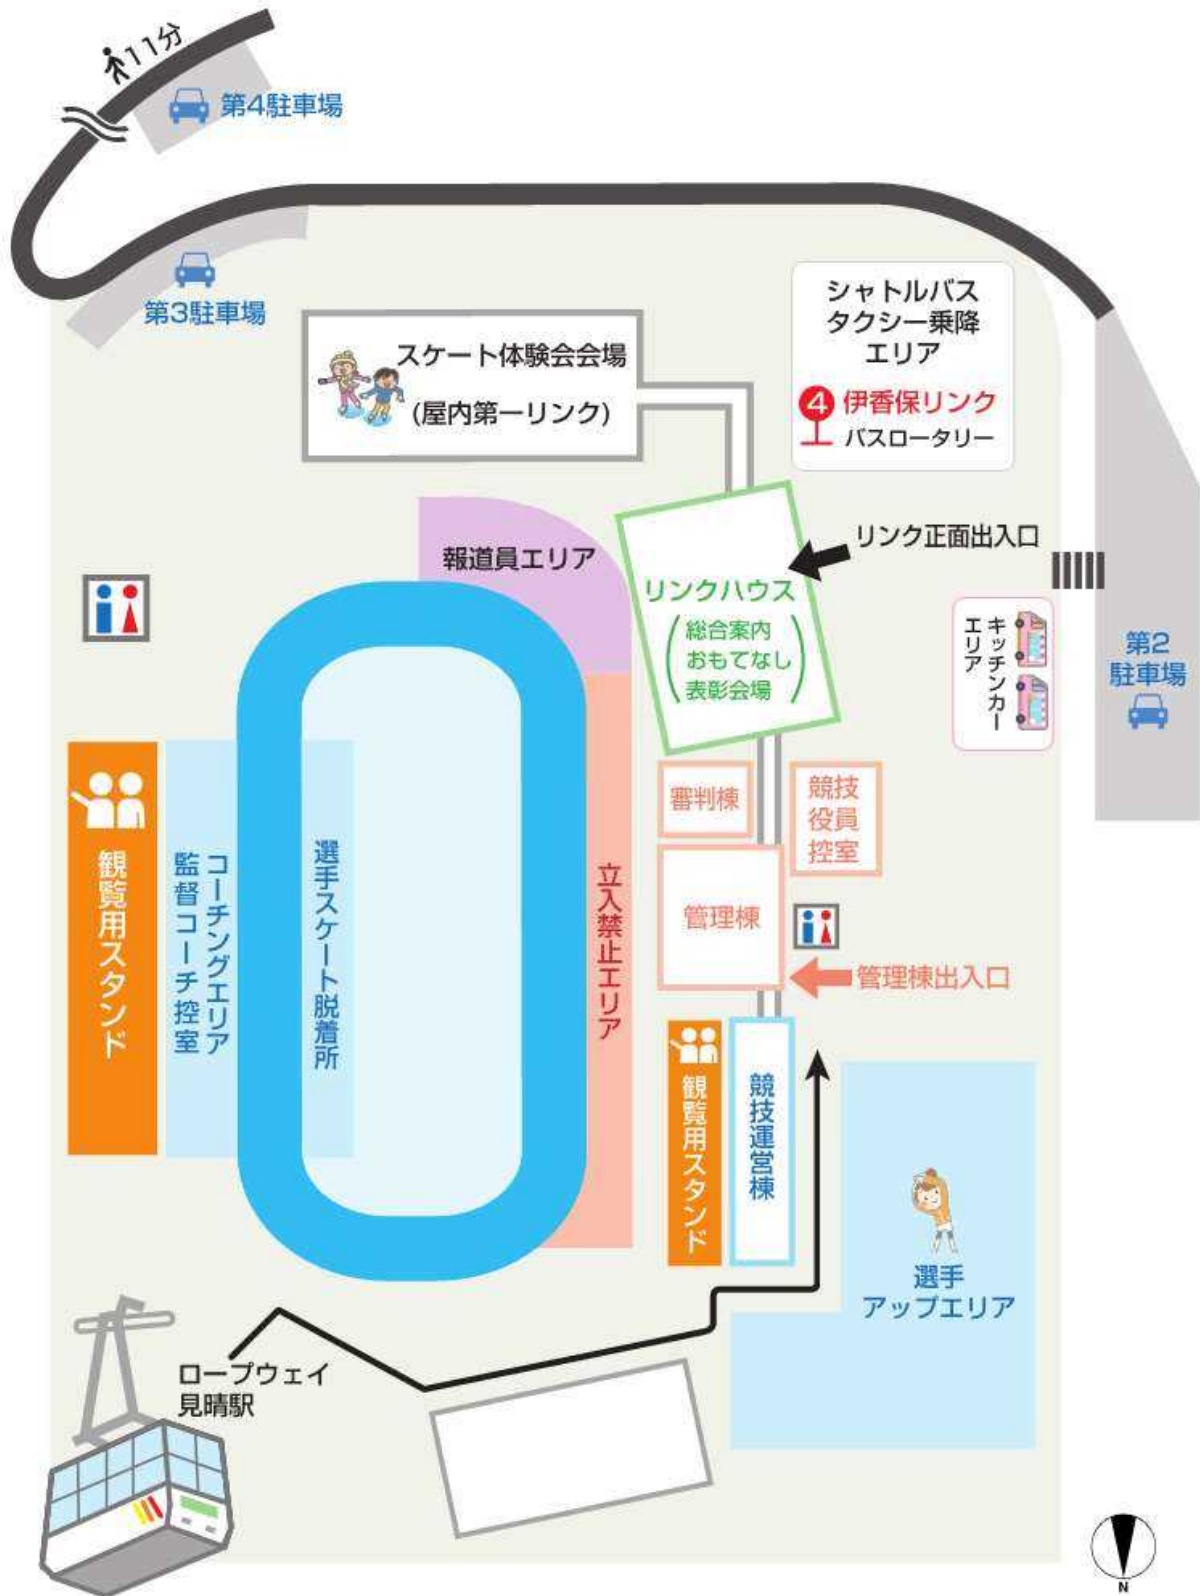 11分
第4駐車場
第3駐車場
シャトルバス
タクシー乗降
エリア
4 伊香保リンク
バスロータリー
スケート体験会会場
(屋内第一リンク)
報道員エリア
リンク正面出入口
リンクハウス
(総合案内
おもてなし
表彰会場)
キッチンカー
エリア
第2
駐車場
審判棟
競技
役員
控室
管理棟
管理棟出入口
観覧用スタンド
コーチングエリア
監督コーチ控室
選手スケート脱着所
立入禁止エリア
観覧用スタンド
競技運営棟
選手
アップエリア
ロープウェイ
見晴駅
N